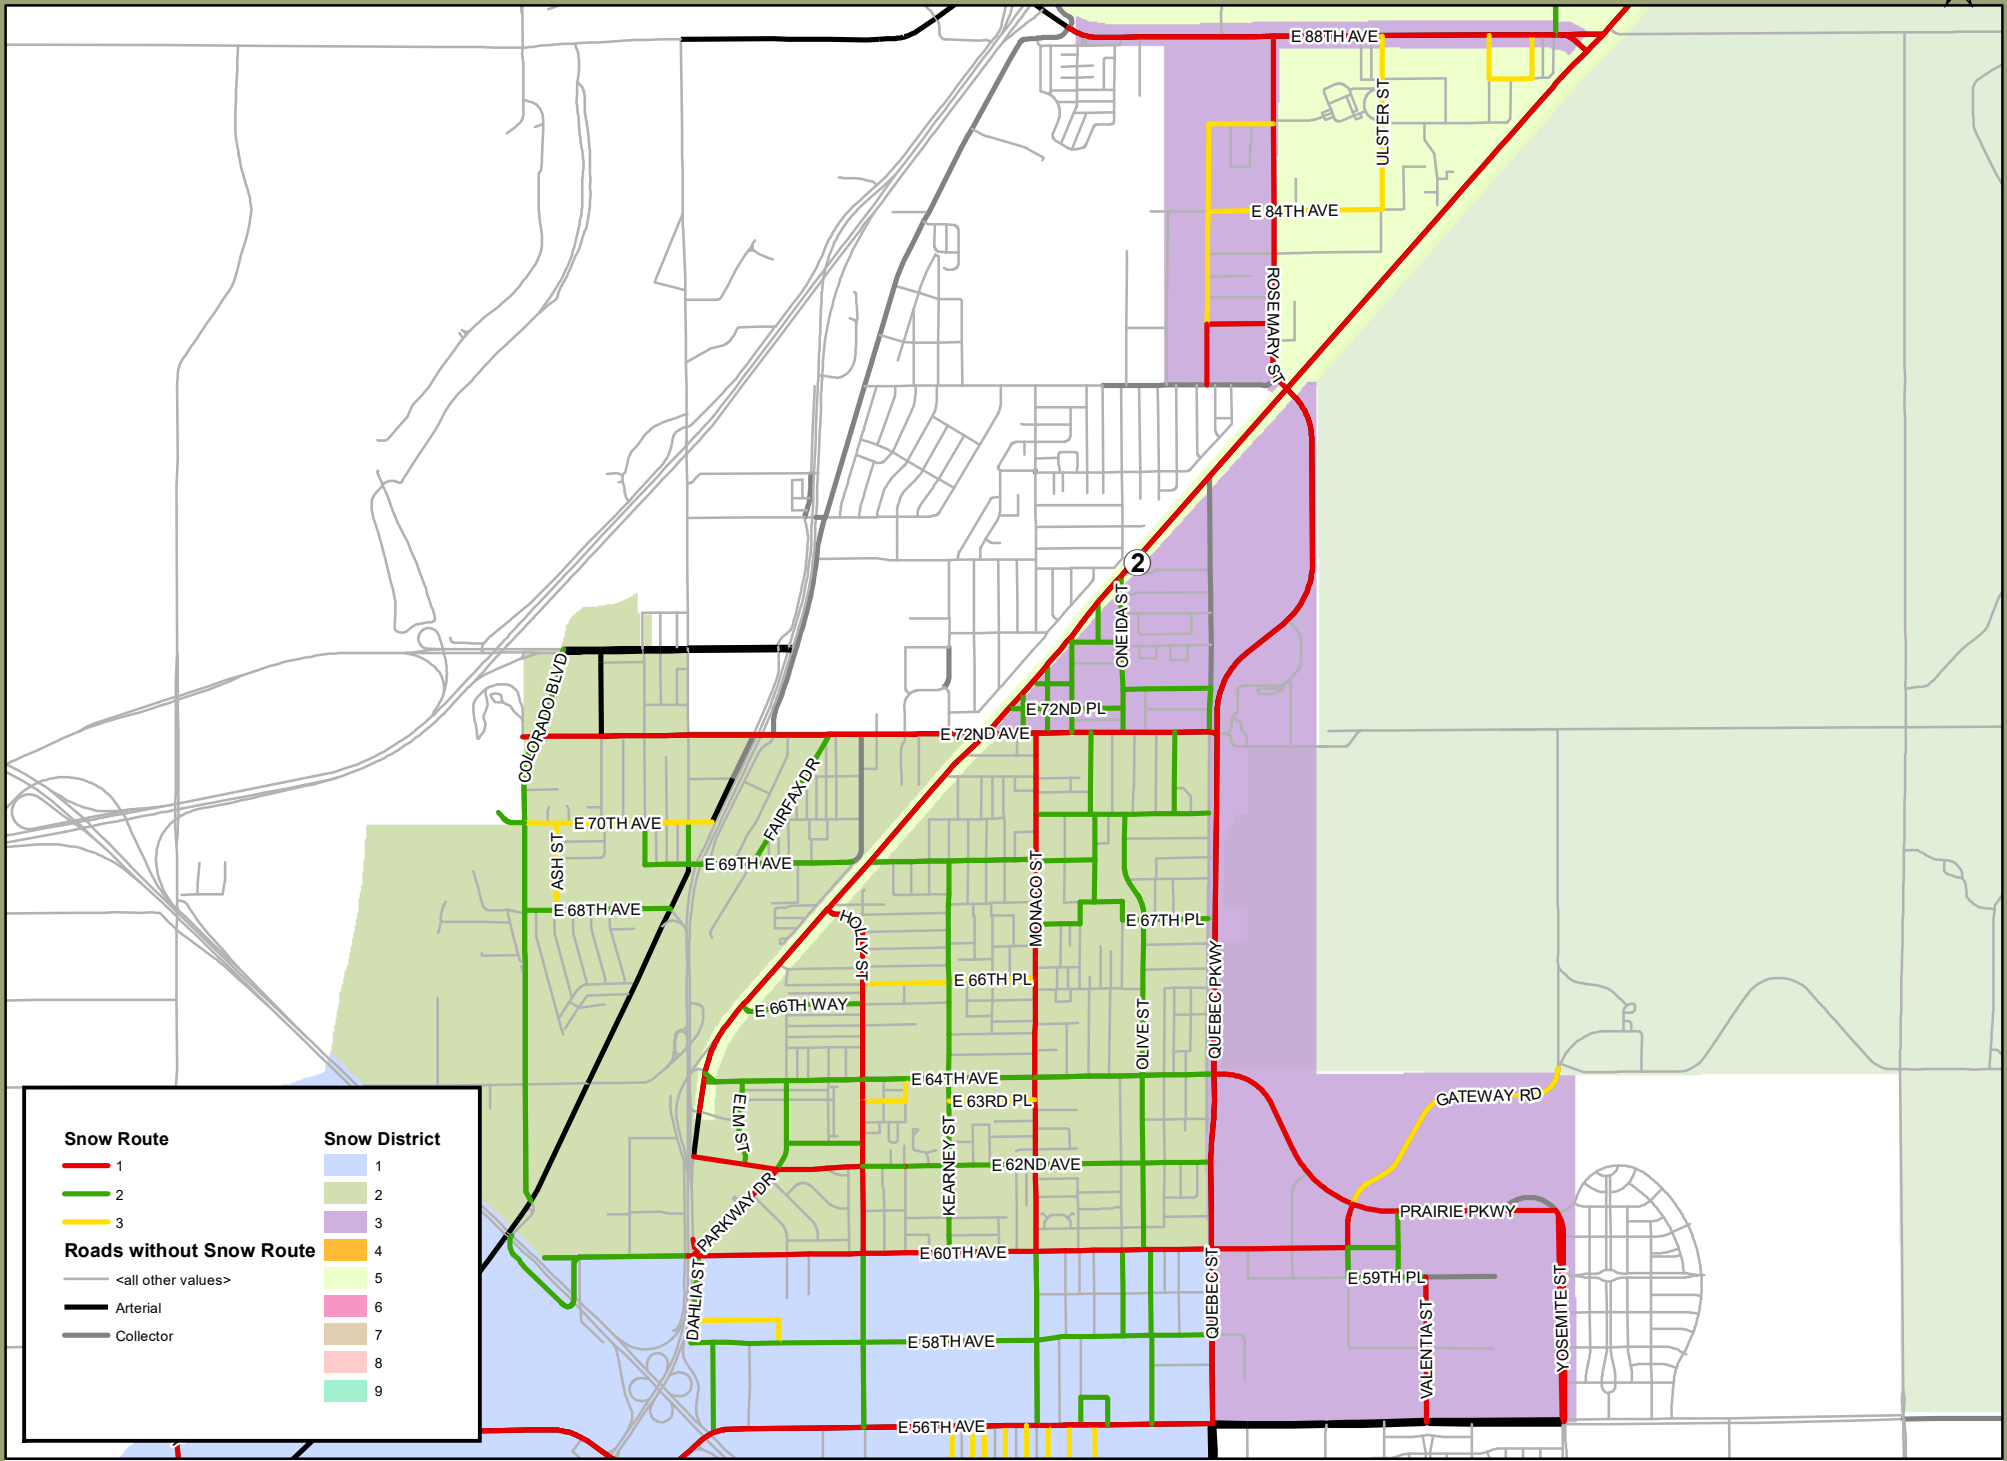 E 88TH AVE
ULSTER ST
E 84TH AVE
ROSEMARY ST
2
ONEIDA ST
COLORADO BLVD
E 72ND PL
E 72ND AVE
FAIRFAX DR
E 70TH AVE
ASH ST
E 69TH AVE
MONACO ST
E 68TH AVE
HOLLY ST
E 67TH PL
QUEBEC PKWY
E 66TH PL
E 66TH WAY
OLIVE ST
E 64TH AVE
GATEWAY RD
E 63RD PL
ELM ST
KEARNEY ST
E 62ND AVE
PARKWAY DR
PRAIRIE PKWY
E 60TH AVE
DAHLIA ST
QUEBEC ST
E 59TH PL
VALENTIA ST
YOSEMITE ST
E 58TH AVE
E 56TH AVE
Snow Route
1
2
3
Roads without Snow Route
<all other values>
Arterial
Collector
Snow District
1
2
3
4
5
6
7
8
9